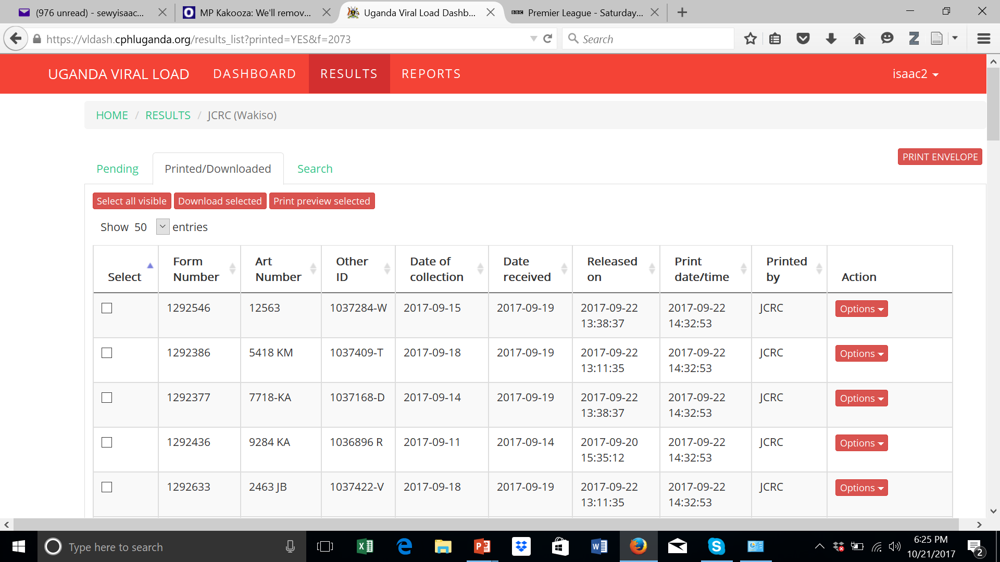 (976 unread) - sewyisaac...
MP Kakooza: We'll remov...
Uganda Viral Load Dashb...
BBC Premier League - Saturday...
https://vldash.cphluganda.org/results_list?printed=YES&f=2073
Search
UGANDA VIRAL LOAD DASHBOARD RESULTS REPORTS isaac2
HOME / RESULTS / JCRC (Wakiso)
PRINT ENVELOPE
Pending Printed/Downloaded Search
Select all visible Download selected Print preview selected
Show 50 entries
Select Form Number Art Number Other ID Date of collection Date received Released on Print date/time Printed by Action
1292546 12563 1037284-W 2017-09-15 2017-09-19 2017-09-22 13:38:37 2017-09-22 14:32:53 JCRC Options
1292386 5418 KM 1037409-T 2017-09-18 2017-09-19 2017-09-22 13:11:35 2017-09-22 14:32:53 JCRC Options
1292377 7718-KA 1037168-D 2017-09-14 2017-09-19 2017-09-22 13:38:37 2017-09-22 14:32:53 JCRC Options
1292436 9284 KA 1036896 R 2017-09-11 2017-09-14 2017-09-20 15:35:12 2017-09-22 14:32:53 JCRC Options
1292633 2463 JB 1037422-V 2017-09-18 2017-09-19 2017-09-22 13:11:35 2017-09-22 14:32:53 JCRC Options
Type here to search
6:25 PM
10/21/2017
2